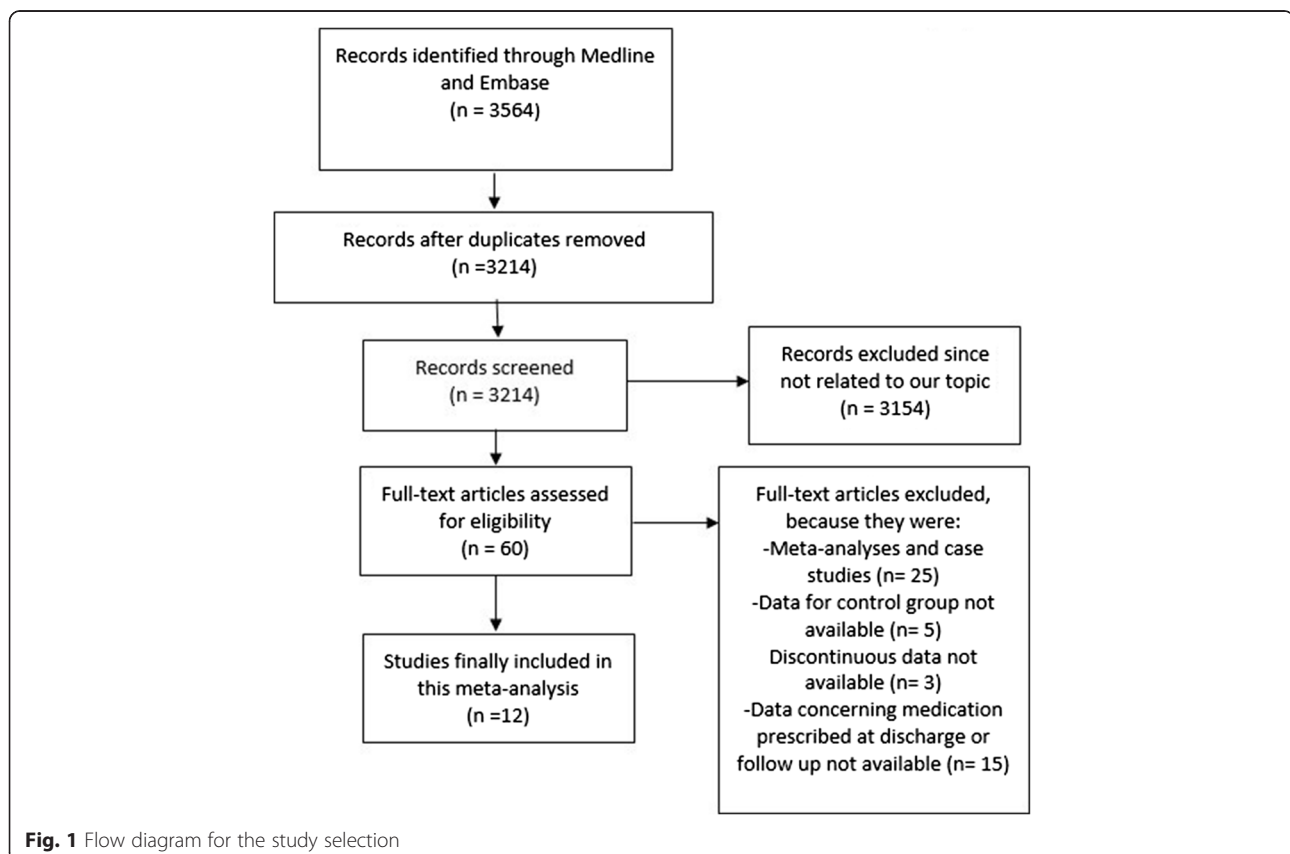 Records identified through Medline
and Embase
(n = 3564)
Records after duplicates removed
(n =3214)
Records screened
(n = 3214)
Records excluded since
not related to our topic
(n = 3154)
Full-text articles assessed
for eligibility
(n = 60)
Full-text articles excluded,
because they were:
-Meta-analyses and case
studies (n= 25)
-Data for control group not
available (n= 5)
Discontinuous data not
available (n= 3)
-Data concerning medication
prescribed at discharge or
follow up not available (n= 15)
Studies finally included in
this meta-analysis
(n =12)
Fig. 1 Flow diagram for the study selection